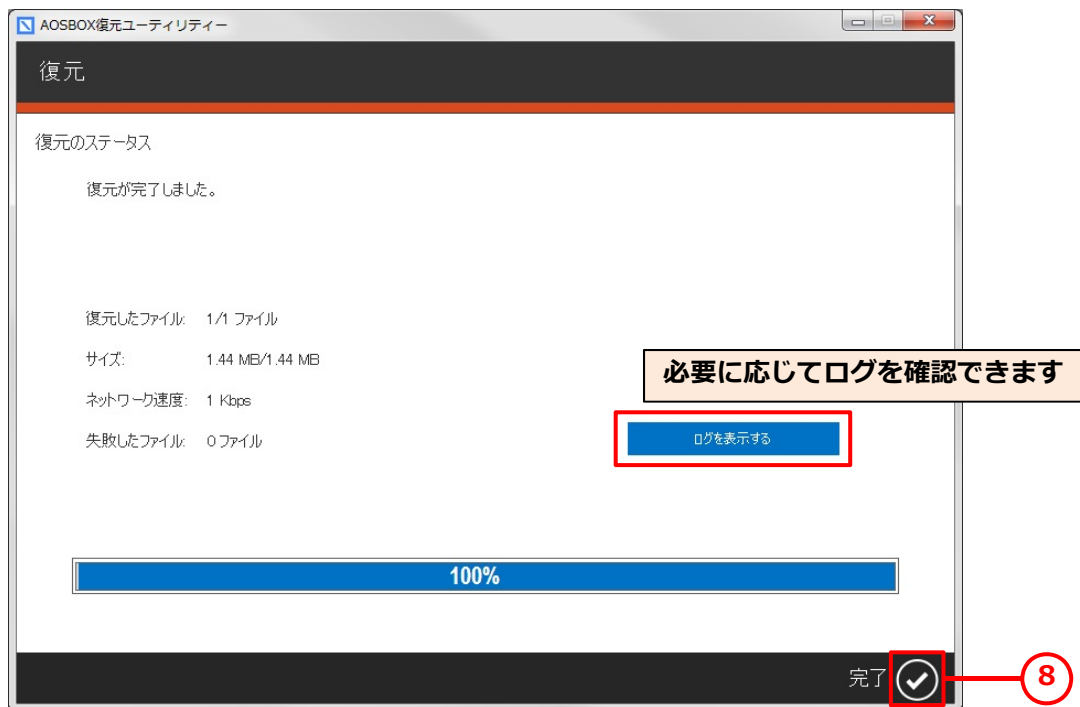 AOSBOX復元ユーティリティー
復元
復元のステータス
復元が完了しました。
復元したファイル: 1/1 ファイル
サイズ: 1.44 MB/1.44 MB
必要に応じてログを確認できます
ネットワーク速度: 1 Kbps
失敗したファイル: 0 ファイル
ログを表示する
100%
完了
8